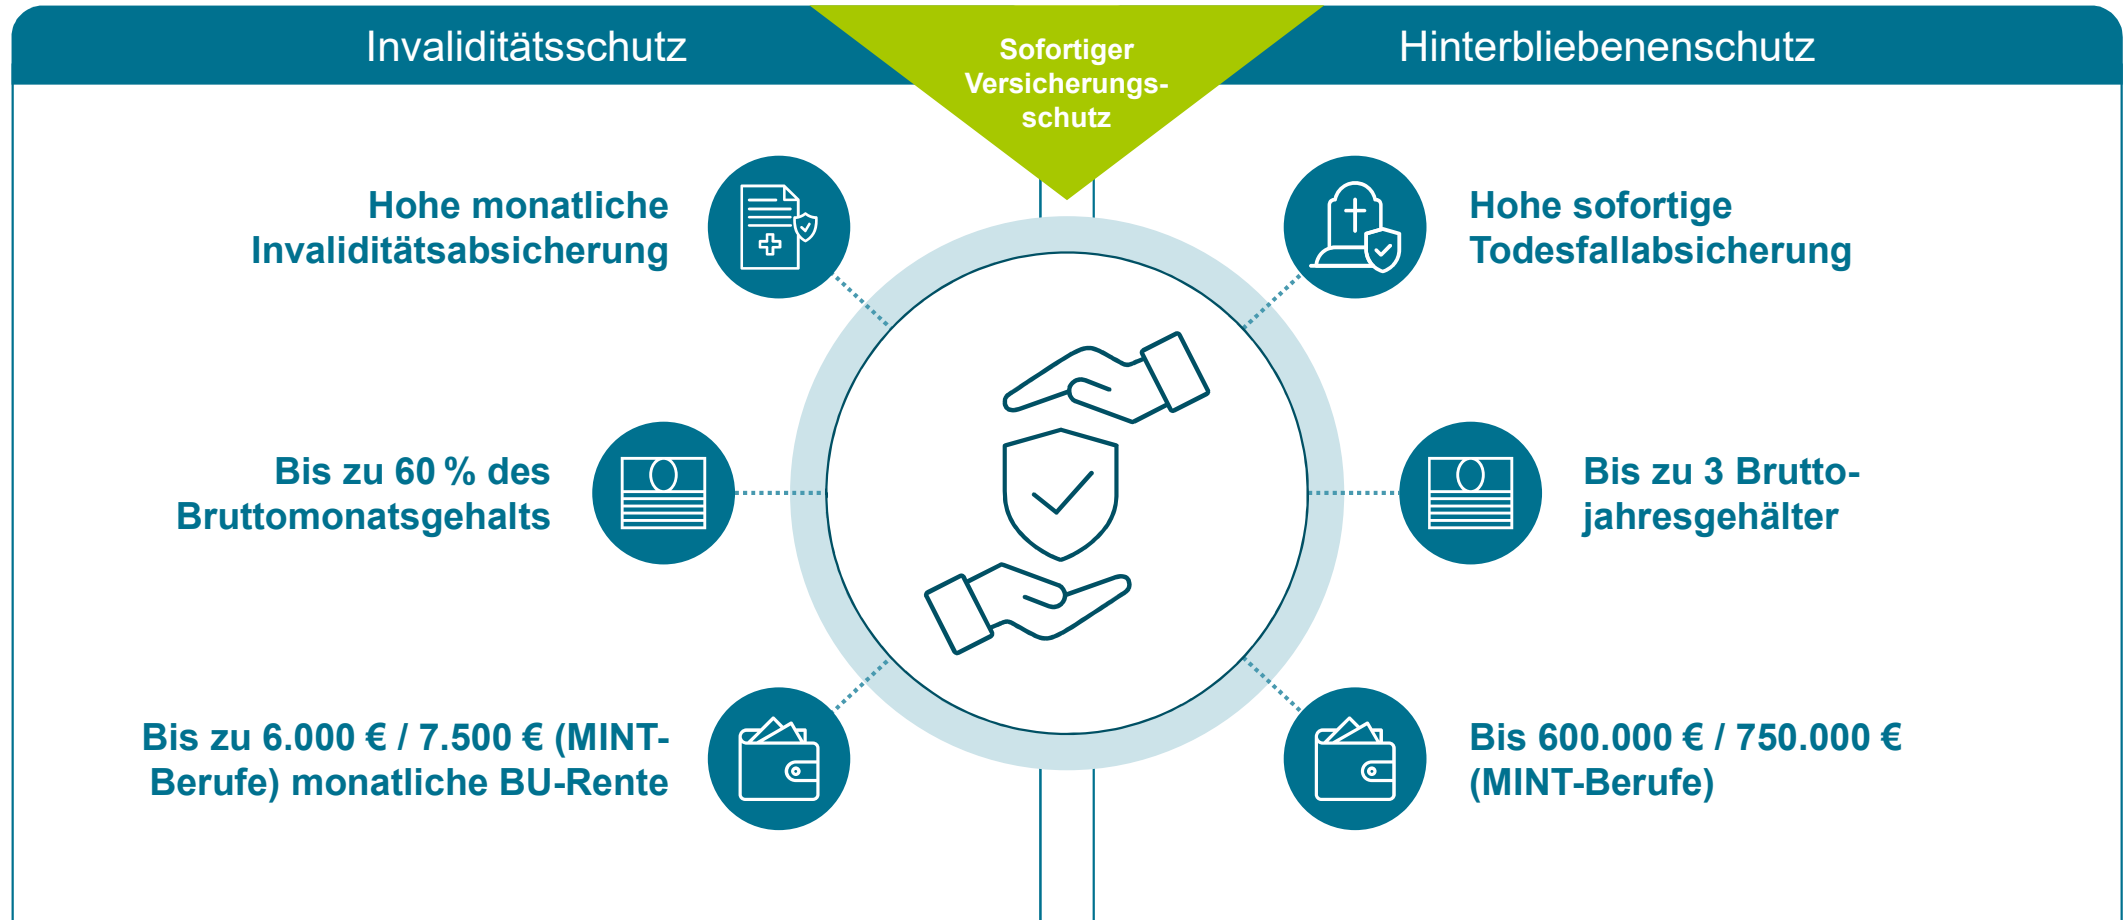 Invaliditätsschutz
Sofortiger
Versicherungs-
schutz
Hinterbliebenenschutz
Hohe monatliche
Invaliditätsabsicherung
Bis zu 60 % des
Bruttomonatsgehalts
Bis zu 6.000 € / 7.500 € (MINT-
Berufe) monatliche BU-Rente
Hohe sofortige
Todesfallabsicherung
Bis zu 3 Brutto-
jahresgehälter
Bis 600.000 € / 750.000 €
(MINT-Berufe)